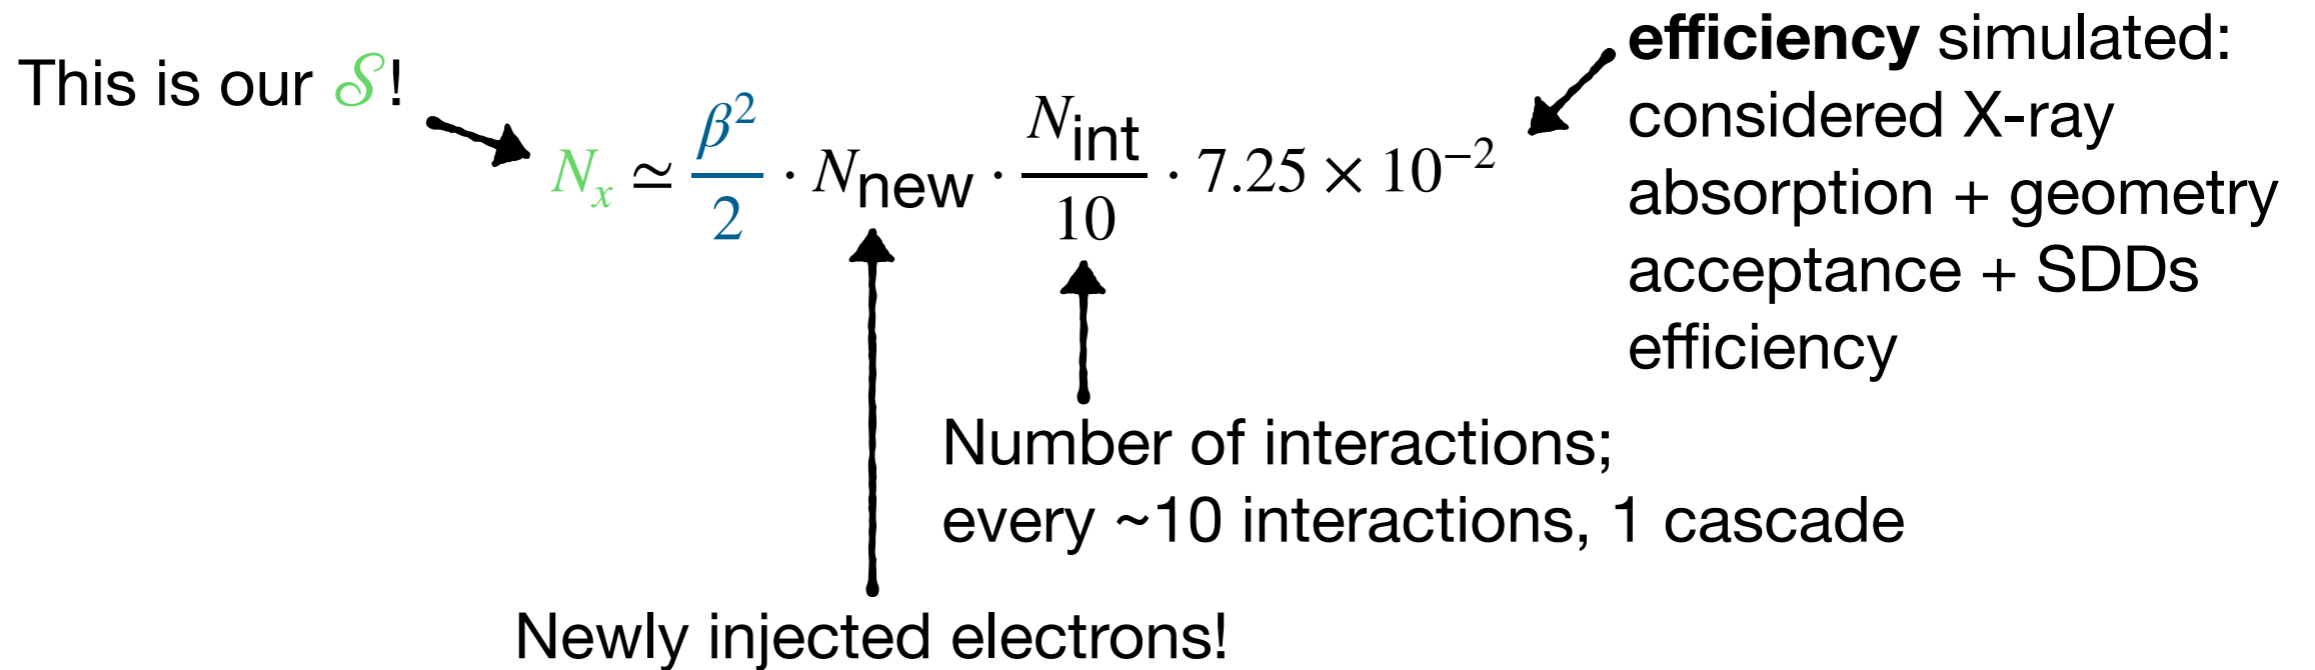 This is our 𝒮!
N_x ≃ β²/2 · N_new · N_int/10 · 7.25 × 10⁻²
efficiency simulated:
considered X-ray
absorption + geometry
acceptance + SDDs
efficiency
Number of interactions;
every ~10 interactions, 1 cascade
Newly injected electrons!